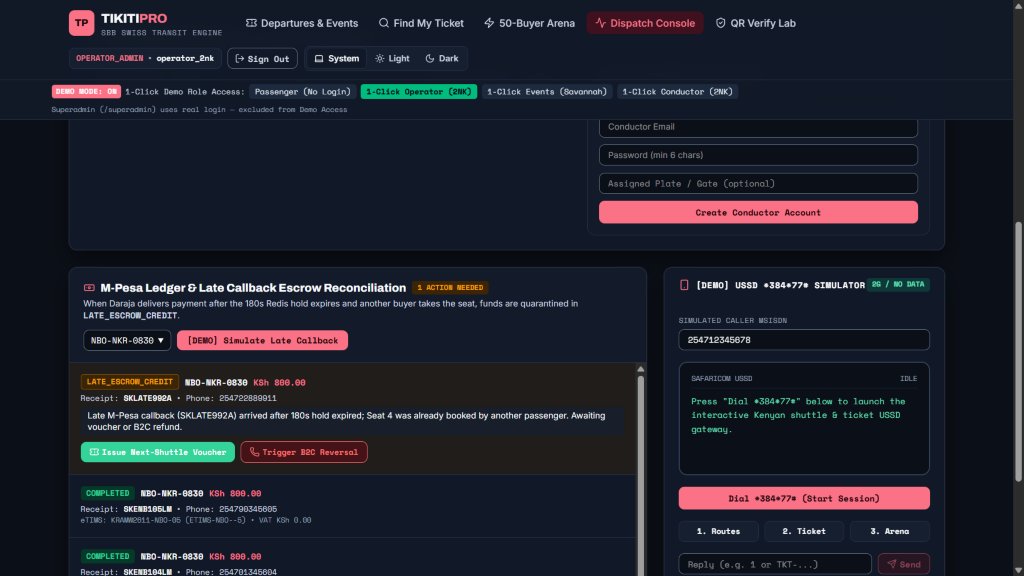 TP TIKITIPRO
SBB SWISS TRANSIT ENGINE
Departures & Events
Find My Ticket
50-Buyer Arena
Dispatch Console
QR Verify Lab
OPERATOR_ADMIN • operator_2nk
Sign Out
System
Light
Dark
DEMO MODE: ON
1-Click Demo Role Access:
Passenger (No Login)
1-Click Operator (2NK)
1-Click Events (Savannah)
1-Click Conductor (2NK)
Superadmin (/superadmin) uses real login — excluded from Demo Access
Conductor Email
Password (min 6 chars)
Assigned Plate / Gate (optional)
Create Conductor Account
M-Pesa Ledger & Late Callback Escrow Reconciliation
1 ACTION NEEDED
When Daraja delivers payment after the 180s Redis hold expires and another buyer takes the seat, funds are quarantined in
LATE_ESCROW_CREDIT.
NBO-NKR-0830 ▼
[DEMO] Simulate Late Callback
LATE_ESCROW_CREDIT NBO-NKR-0830 KSh 800.00
Receipt: SKLATE992A • Phone: 254722889911
Late M-Pesa callback (SKLATE992A) arrived after 180s hold expired; Seat 4 was already booked by another passenger. Awaiting
voucher or B2C refund.
Issue Next-Shuttle Voucher
Trigger B2C Reversal
COMPLETED NBO-NKR-0830 KSh 800.00
Receipt: SKENB105LM • Phone: 254790345605
eTIMS: KRAMW2611-NBO-05 (ETIMS-NBO--5) • VAT KSh 0.00
COMPLETED NBO-NKR-0830 KSh 800.00
Receipt: SKENB104LM • Phone: 254701345604
[DEMO] USSD *384*77# SIMULATOR
2G / NO DATA
SIMULATED CALLER MSISDN
254712345678
SAFARICOM USSD
IDLE
Press "Dial *384*77#" below to launch the
interactive Kenyan shuttle & ticket USSD
gateway.
Dial *384*77# (Start Session)
1. Routes
2. Ticket
3. Arena
Reply (e.g. 1 or TKT-...)
Send